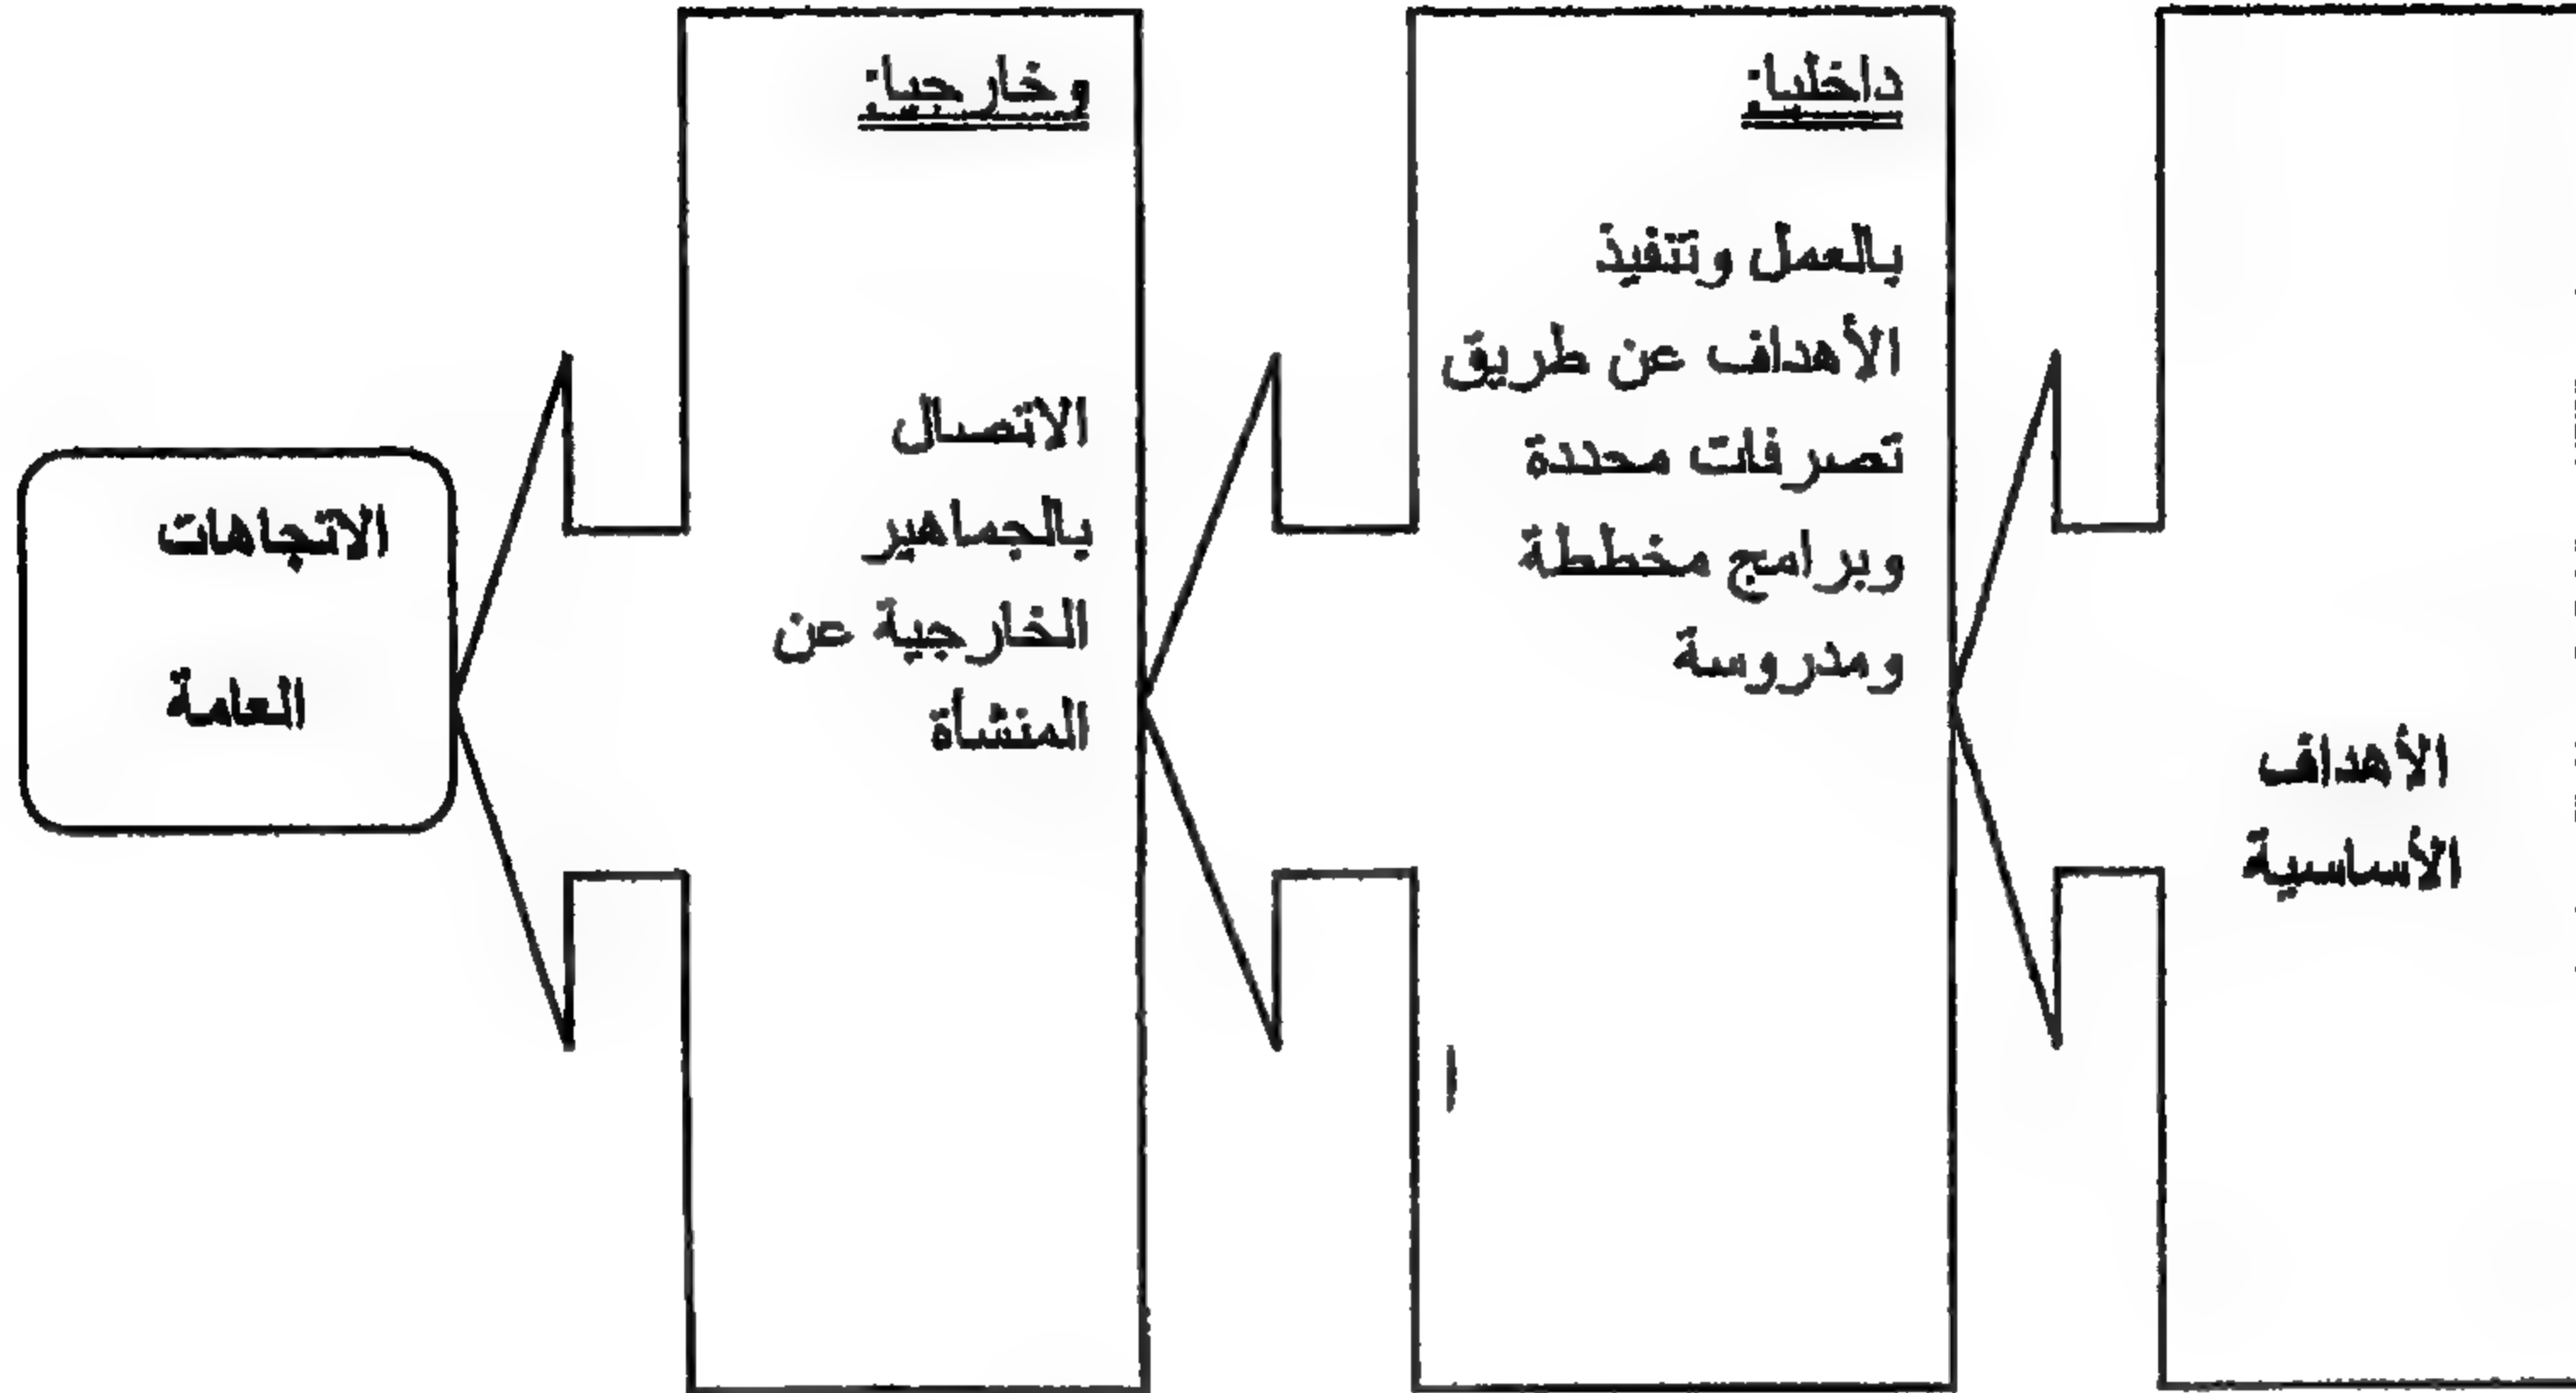 الأهداف
الأساسية
داخليا:
بالعمل وتنفيذ
الأهداف عن طريق
تصرفات محددة
وبرامج مخططة
ومدروسة
وخارجيا:
الاتصال
بالجماهير
الخارجية عن
المنشأة
الاتجاهات
العامة